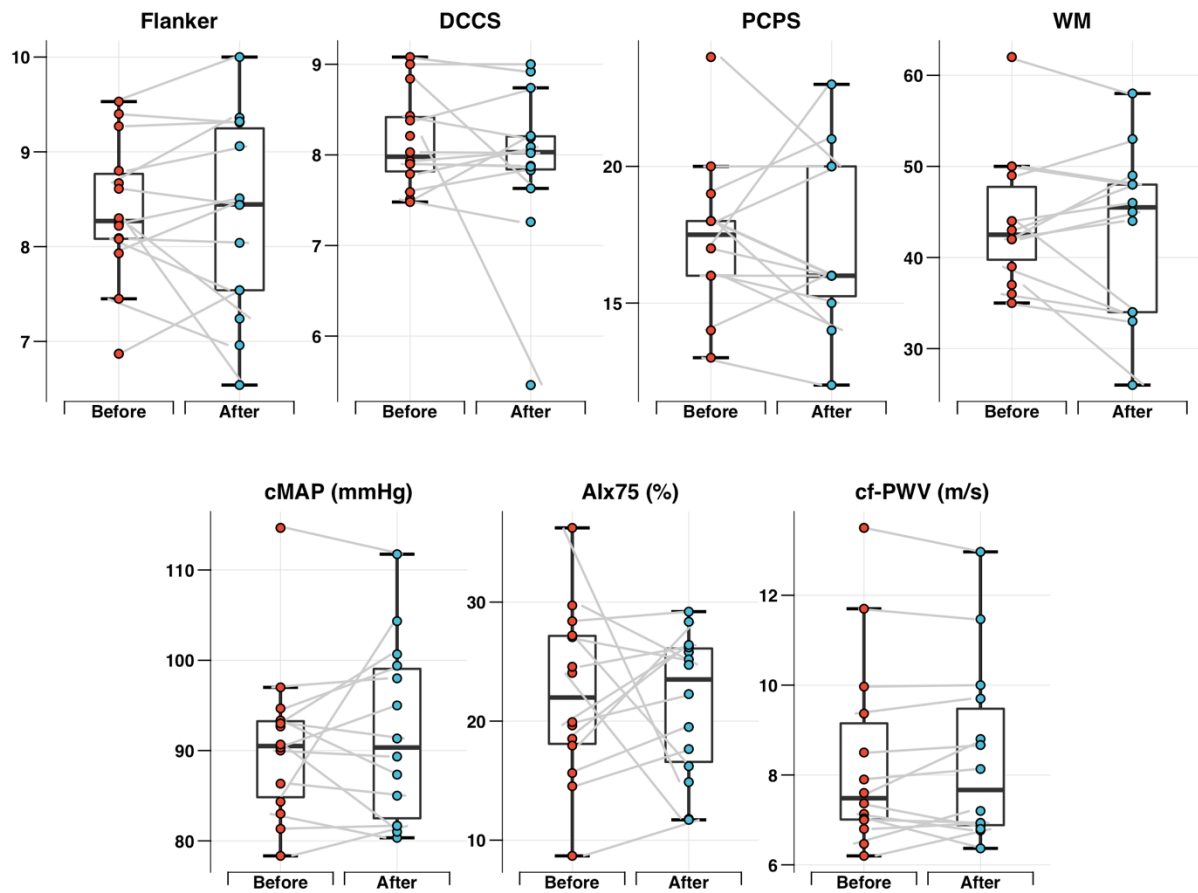 Flanker DCCS PCPS WM
10 9 8 7
9 8 7 6
20 15
60 50 40 30
Before After Before After Before After Before After
cMAP (mmHg) AIx75 (%) cf-PWV (m/s)
110 100 90 80
30 20 10
12 10 8 6
Before After Before After Before After